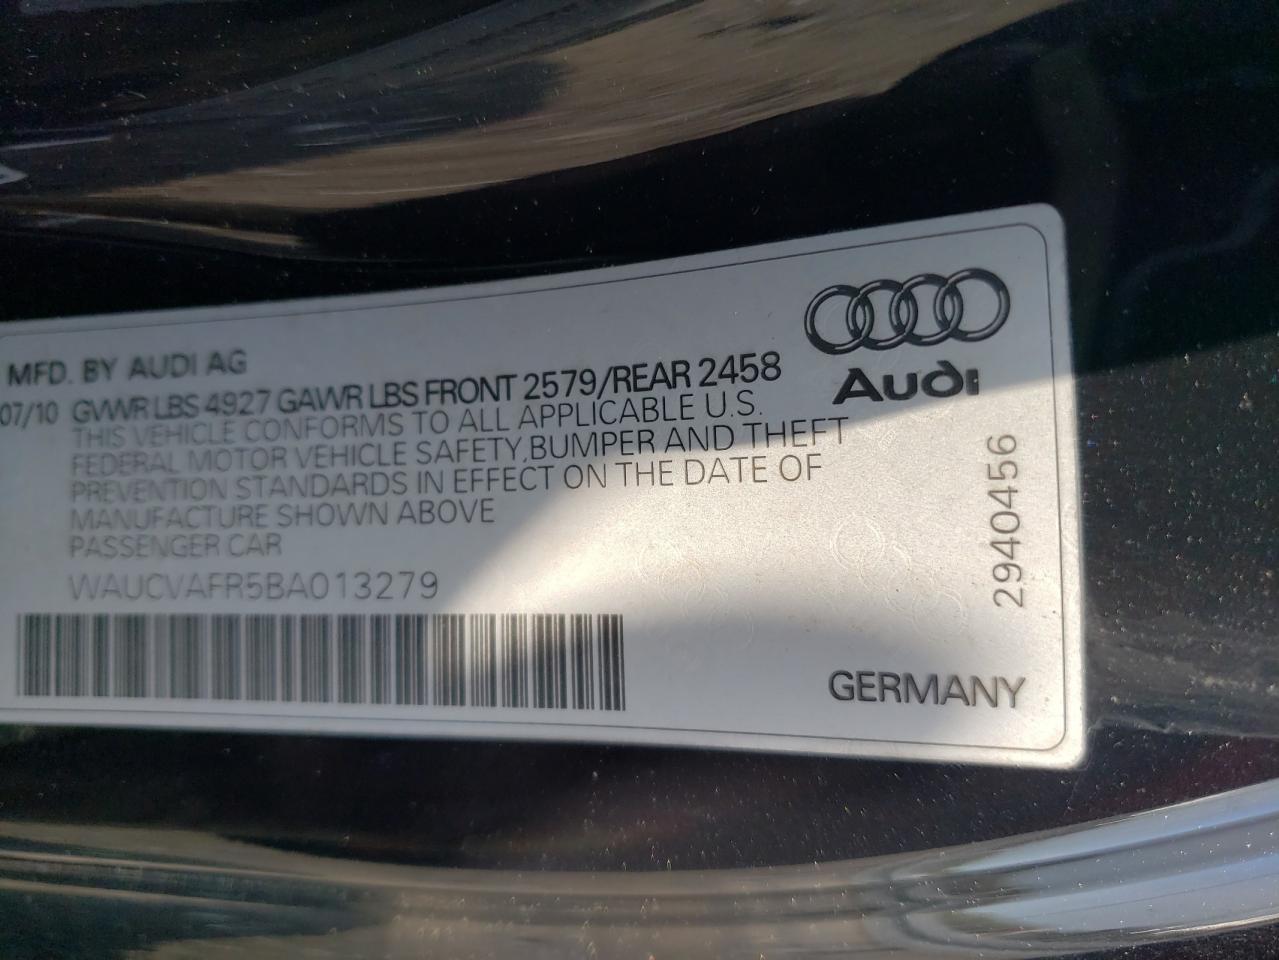 MFD. BY AUDI AG
07/10 GVWR LBS 4927 GAWR LBS FRONT 2579/REAR 2458
THIS VEHICLE CONFORMS TO ALL APPLICABLE U.S.
FEDERAL MOTOR VEHICLE SAFETY, BUMPER AND THEFT
PREVENTION STANDARDS IN EFFECT ON THE DATE OF
MANUFACTURE SHOWN ABOVE
PASSENGER CAR
WAUCVAFR5BA013279
Audi
2940456
GERMANY